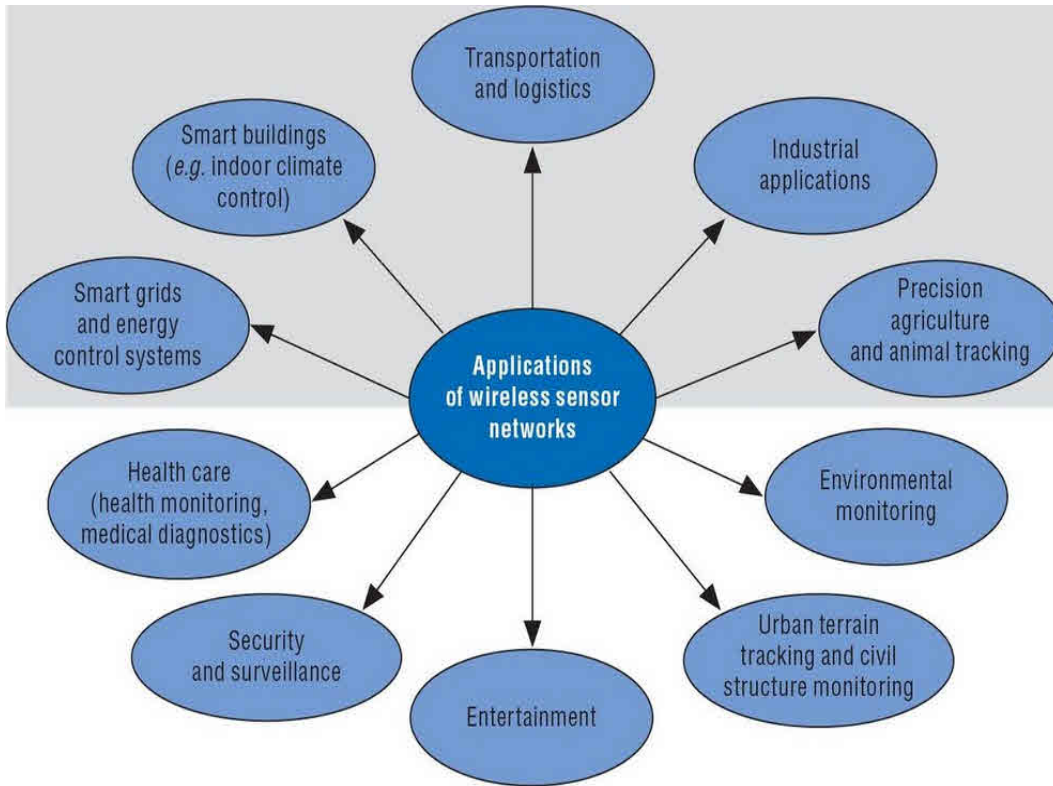 Transportation
and logistics
Smart buildings
(e.g. indoor climate
control)
Industrial
applications
Smart grids
and energy
control systems
Precision
agriculture
and animal tracking
Applications
of wireless sensor
networks
Health care
(health monitoring,
medical diagnostics)
Environmental
monitoring
Security
and surveillance
Urban terrain
tracking and civil
structure monitoring
Entertainment